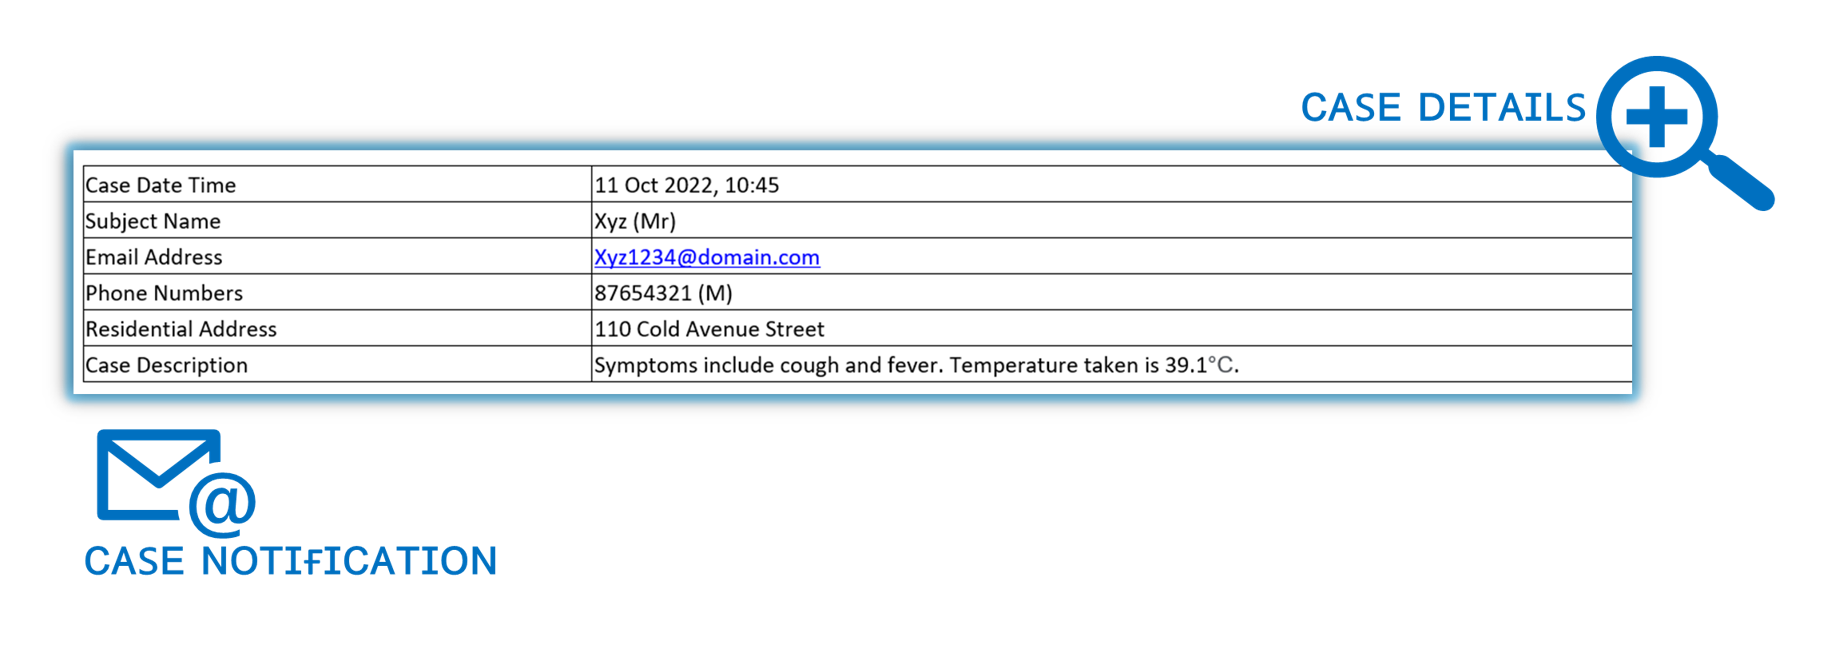 CASE DETAILS
Case Date Time 11 Oct 2022, 10:45
Subject Name Xyz (Mr)
Email Address Xyz1234@domain.com
Phone Numbers 87654321 (M)
Residential Address 110 Cold Avenue Street
Case Description Symptoms include cough and fever. Temperature taken is 39.1°C.
@
CASE NOTIFICATION